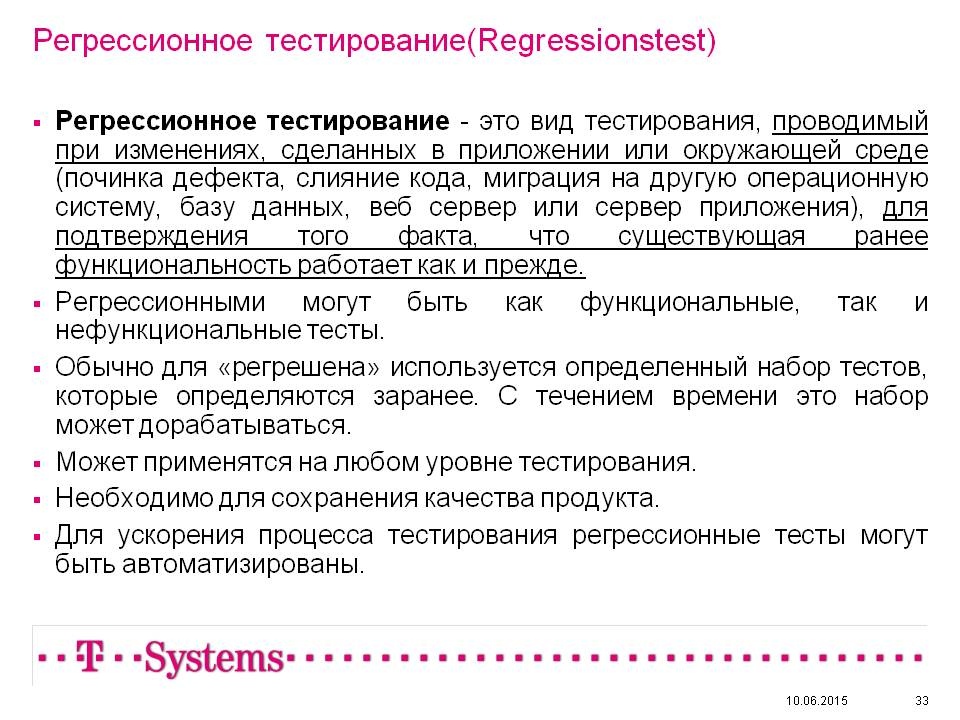 Регрессионное тестирование(Regressionstest)
Регрессионное тестирование - это вид тестирования, проводимый
при изменениях, сделанных в приложении или окружающей среде
(починка дефекта, слияние кода, миграция на другую операционную
систему, базу данных, веб сервер или сервер приложения), для
подтверждения того факта, что существующая ранее
функциональность работает как и прежде.
Регрессионными могут быть как функциональные, так и
нефункциональные тесты.
Обычно для «регрешена» используется определенный набор тестов,
которые определяются заранее. С течением времени это набор
может дорабатываться.
Может применятся на любом уровне тестирования.
Необходимо для сохранения качества продукта.
Для ускорения процесса тестирования регрессионные тесты могут
быть автоматизированы.
T Systems
10.06.2015 33